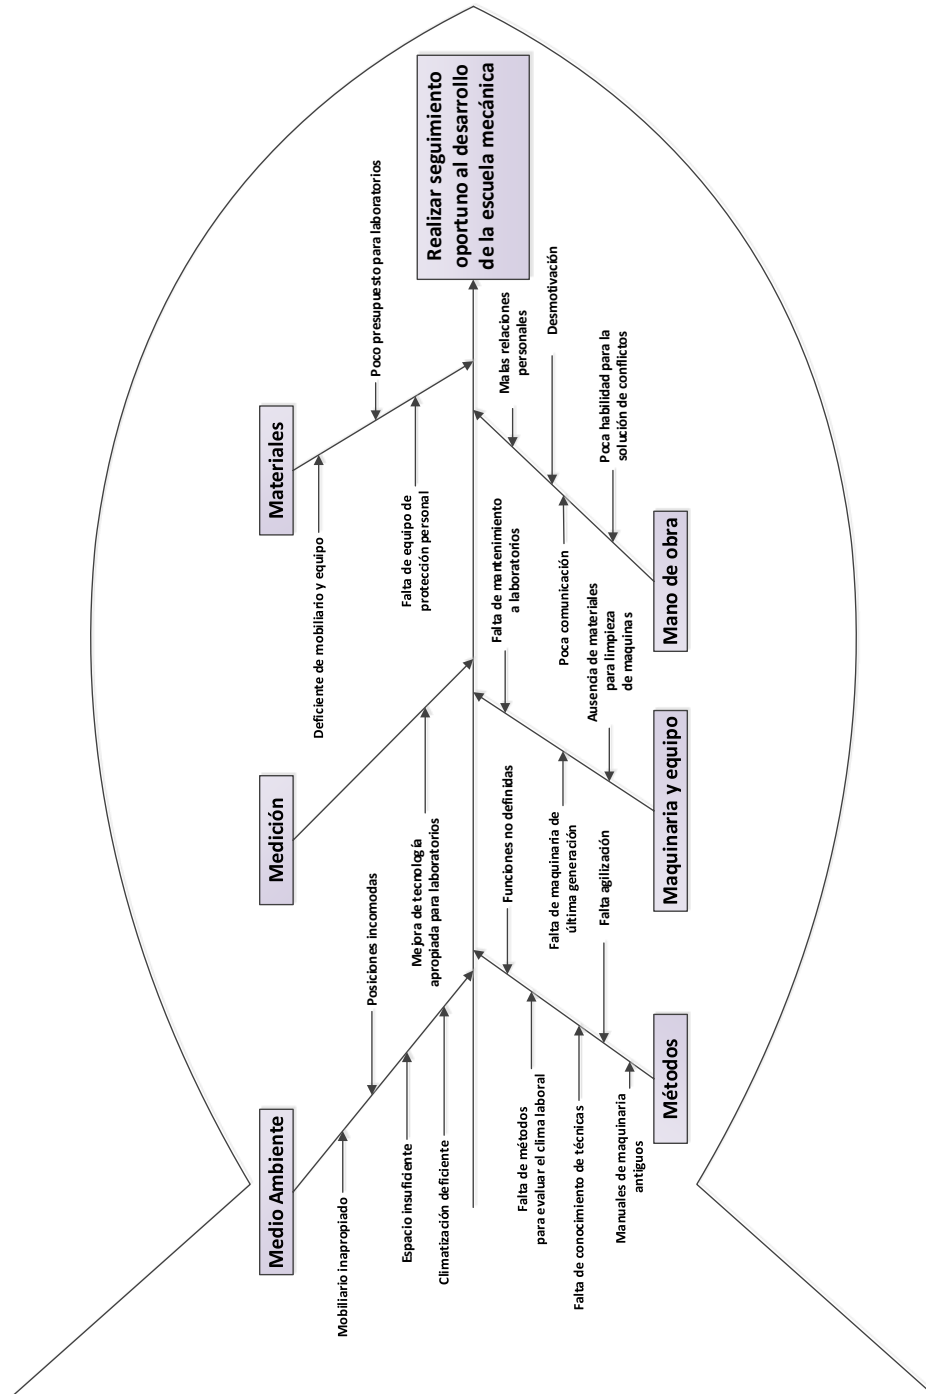 Medio Ambiente
Mobiliario inapropiado
Posiciones incomodas
Espacio insuficiente
Climatización deficiente
Medición
Mejora de tecnología
apropiada para laboratorios
Materiales
Deficiente de mobiliario y equipo
Poco presupuesto para laboratorios
Falta de equipo de
protección personal
Realizar seguimiento
oportuno al desarrollo
de la escuela mecánica
Métodos
Funciones no definidas
Falta de métodos
para evaluar el clima laboral
Falta de conocimiento de técnicas
Falta agilización
Manuales de maquinaria
antiguos
Maquinaria y equipo
Falta de mantenimiento
a laboratorios
Falta de maquinaria de
última generación
Ausencia de materiales
para limpieza
de maquinas
Mano de obra
Malas relaciones
personales
Desmotivación
Poca comunicación
Poca habilidad para la
solución de conflictos